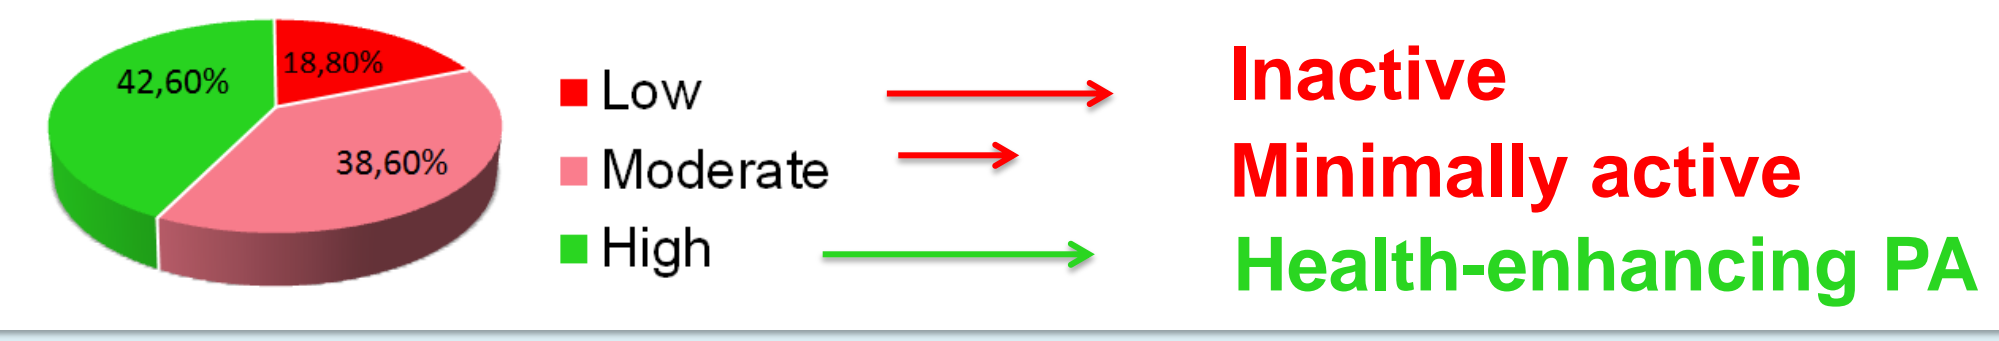 42,60%
18,80%
38,60%
Low
Moderate
High
Inactive
Minimally active
Health-enhancing PA